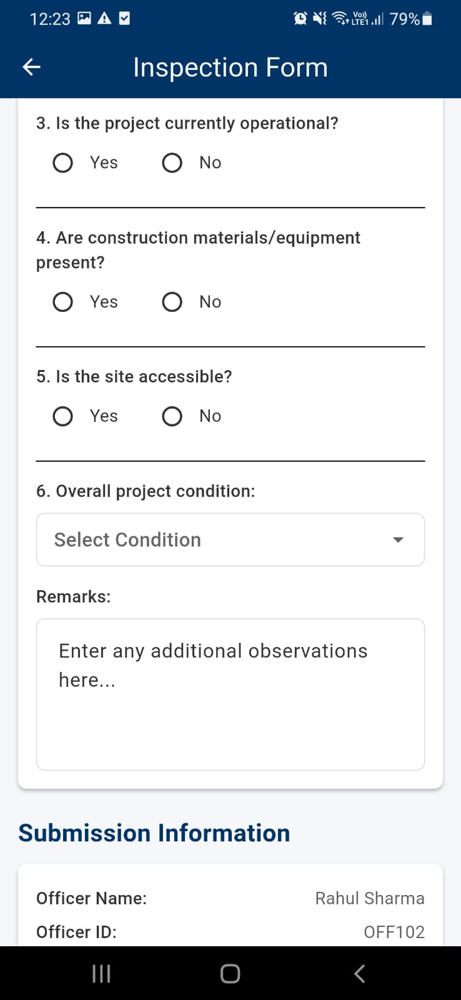 12:23
Vo))
LTE1
79%
Inspection Form
3. Is the project currently operational?
Yes No
4. Are construction materials/equipment
present?
Yes No
5. Is the site accessible?
Yes No
6. Overall project condition:
Select Condition
Remarks:
Enter any additional observations
here...
Submission Information
Officer Name: Rahul Sharma
Officer ID: OFF102